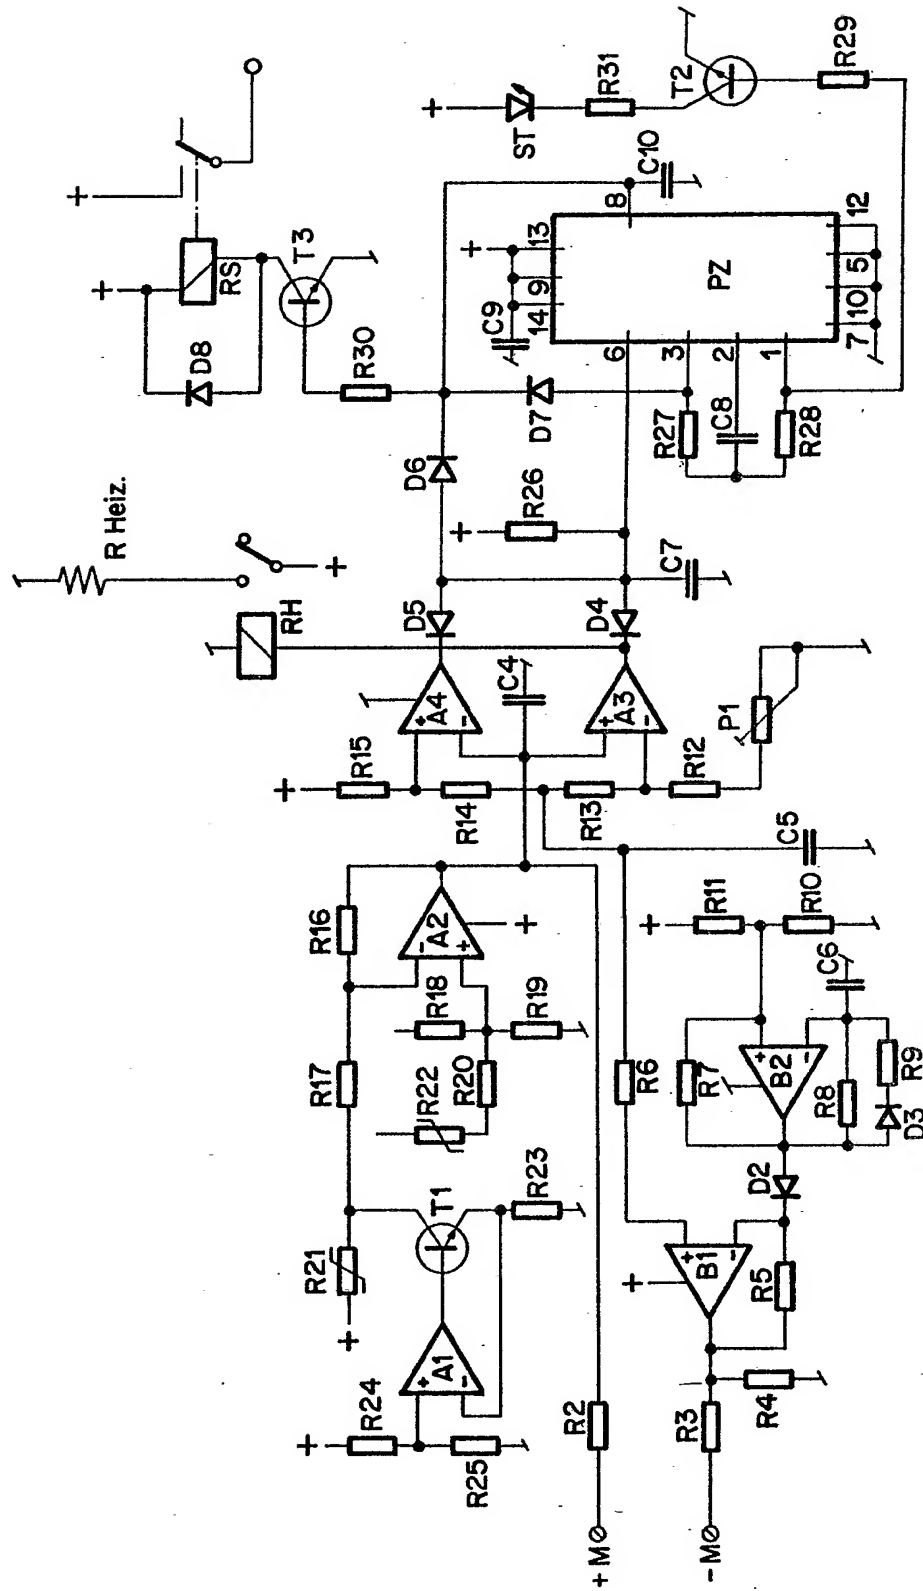 R Heiz.
RS
D8
T3
RH
R30
R24
R21
R17
R16
R15
A1
T1
R22
R18
A2
A4
D5
D6
R25
R23
R20
R19
R14
C4
D7
R26
C9
ST
R31
T2
R29
14
9
13
6
8
C10
R2
R13
A3
D4
C7
R27
3
PZ
+M
R12
P1
C8
2
R3
B1
R6
R11
R28
1
-M
R4
R5
D2
R7
B2
C6
R10
C5
7
10
5
12
R8
D3
R9